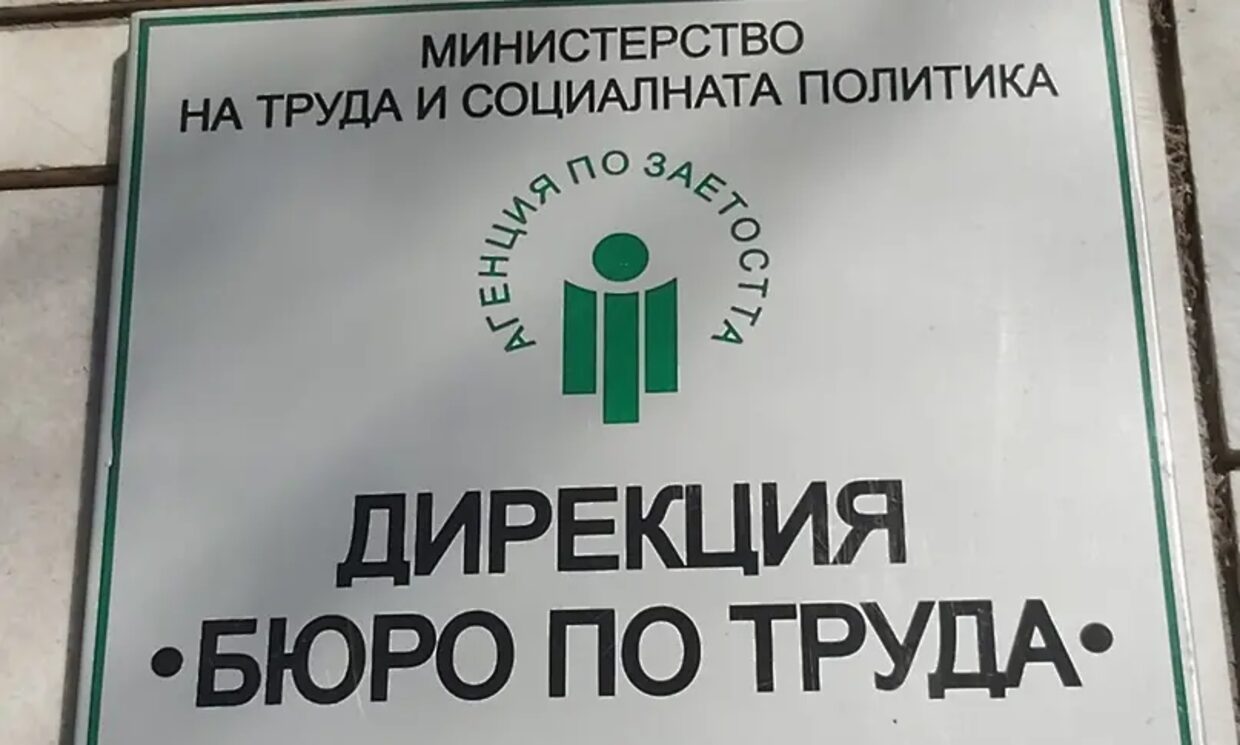 МИНИСТЕРСТВО
НА ТРУДА И СОЦИАЛНАТА ПОЛИТИКА
АГЕНЦИЯ ПО ЗАЕТОСТТА
ДИРЕКЦИЯ
•БЮРО ПО ТРУДА•